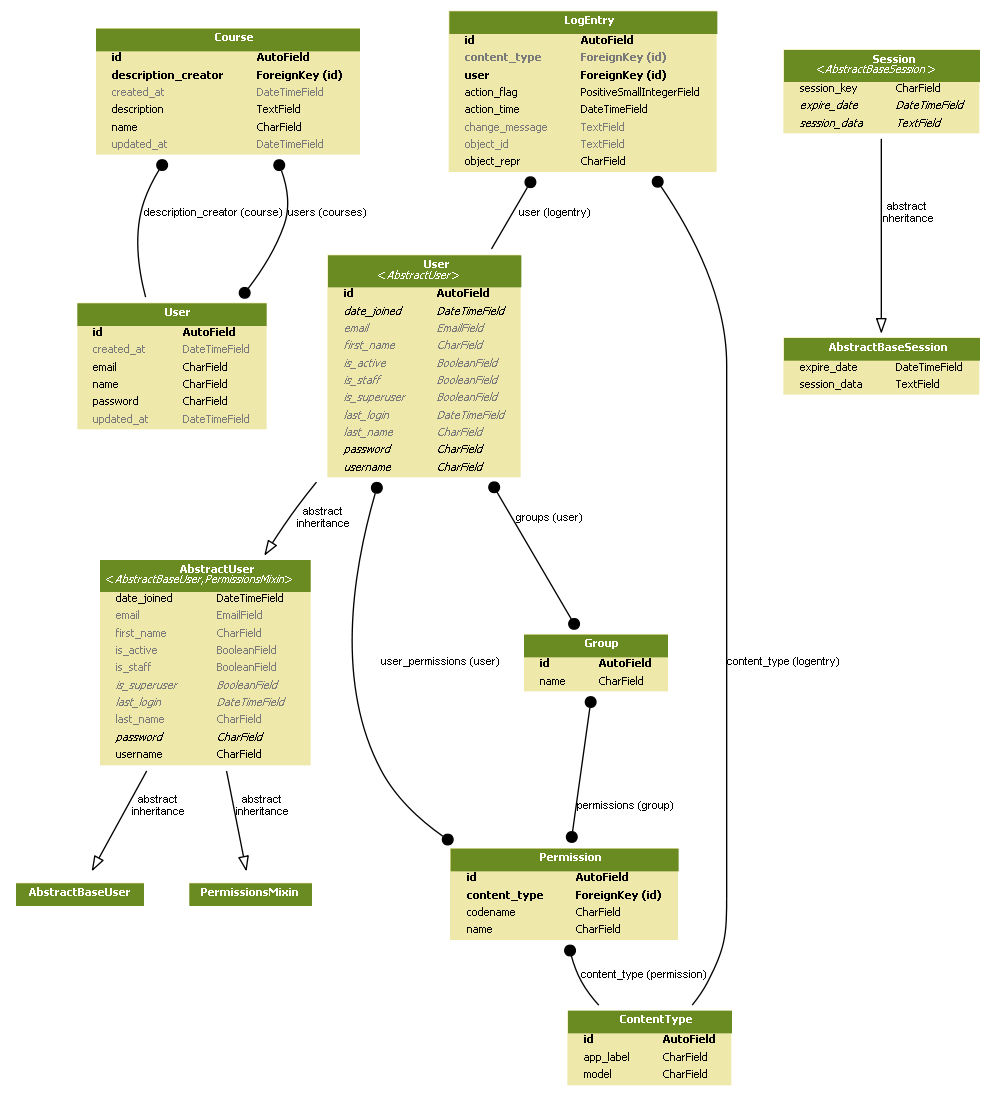 Course
id AutoField
description_creator ForeignKey (id)
created_at DateTimeField
description TextField
name CharField
updated_at DateTimeField
LogEntry
id AutoField
content_type ForeignKey (id)
user ForeignKey (id)
action_flag PositiveSmallIntegerField
action_time DateTimeField
change_message TextField
object_id TextField
object_repr CharField
Session
<AbstractBaseSession>
session_key CharField
expire_date DateTimeField
session_data TextField
description_creator (course)
users (courses)
user (logentry)
abstract
nheritance
User
id AutoField
created_at DateTimeField
email CharField
name CharField
password CharField
updated_at DateTimeField
User
<AbstractUser>
id AutoField
date_joined DateTimeField
email EmailField
first_name CharField
is_active BooleanField
is_staff BooleanField
is_superuser BooleanField
last_login DateTimeField
last_name CharField
password CharField
username CharField
AbstractBaseSession
expire_date DateTimeField
session_data TextField
abstract
inheritance
groups (user)
AbstractUser
<AbstractBaseUser,PermissionsMixin>
date_joined DateTimeField
email EmailField
first_name CharField
is_active BooleanField
is_staff BooleanField
is_superuser BooleanField
last_login DateTimeField
last_name CharField
password CharField
username CharField
user_permissions (user)
Group
id AutoField
name CharField
content_type (logentry)
abstract
inheritance
abstract
inheritance
permissions (group)
AbstractBaseUser
PermissionsMixin
Permission
id AutoField
content_type ForeignKey (id)
codename CharField
name CharField
content_type (permission)
ContentType
id AutoField
app_label CharField
model CharField